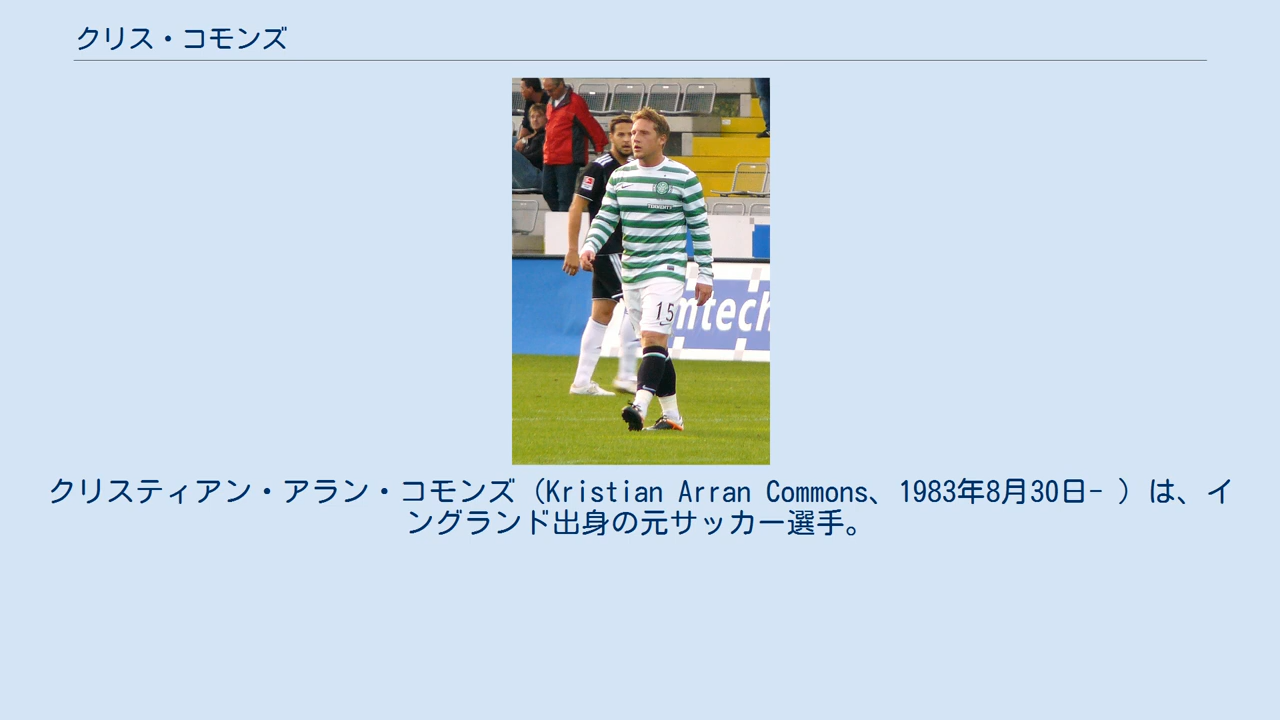 クリス・コモンズ
15
mtech
クリスティアン・アラン・コモンズ（Kristian Arran Commons、1983年8月30日- ）は、イ
ングランド出身の元サッカー選手。